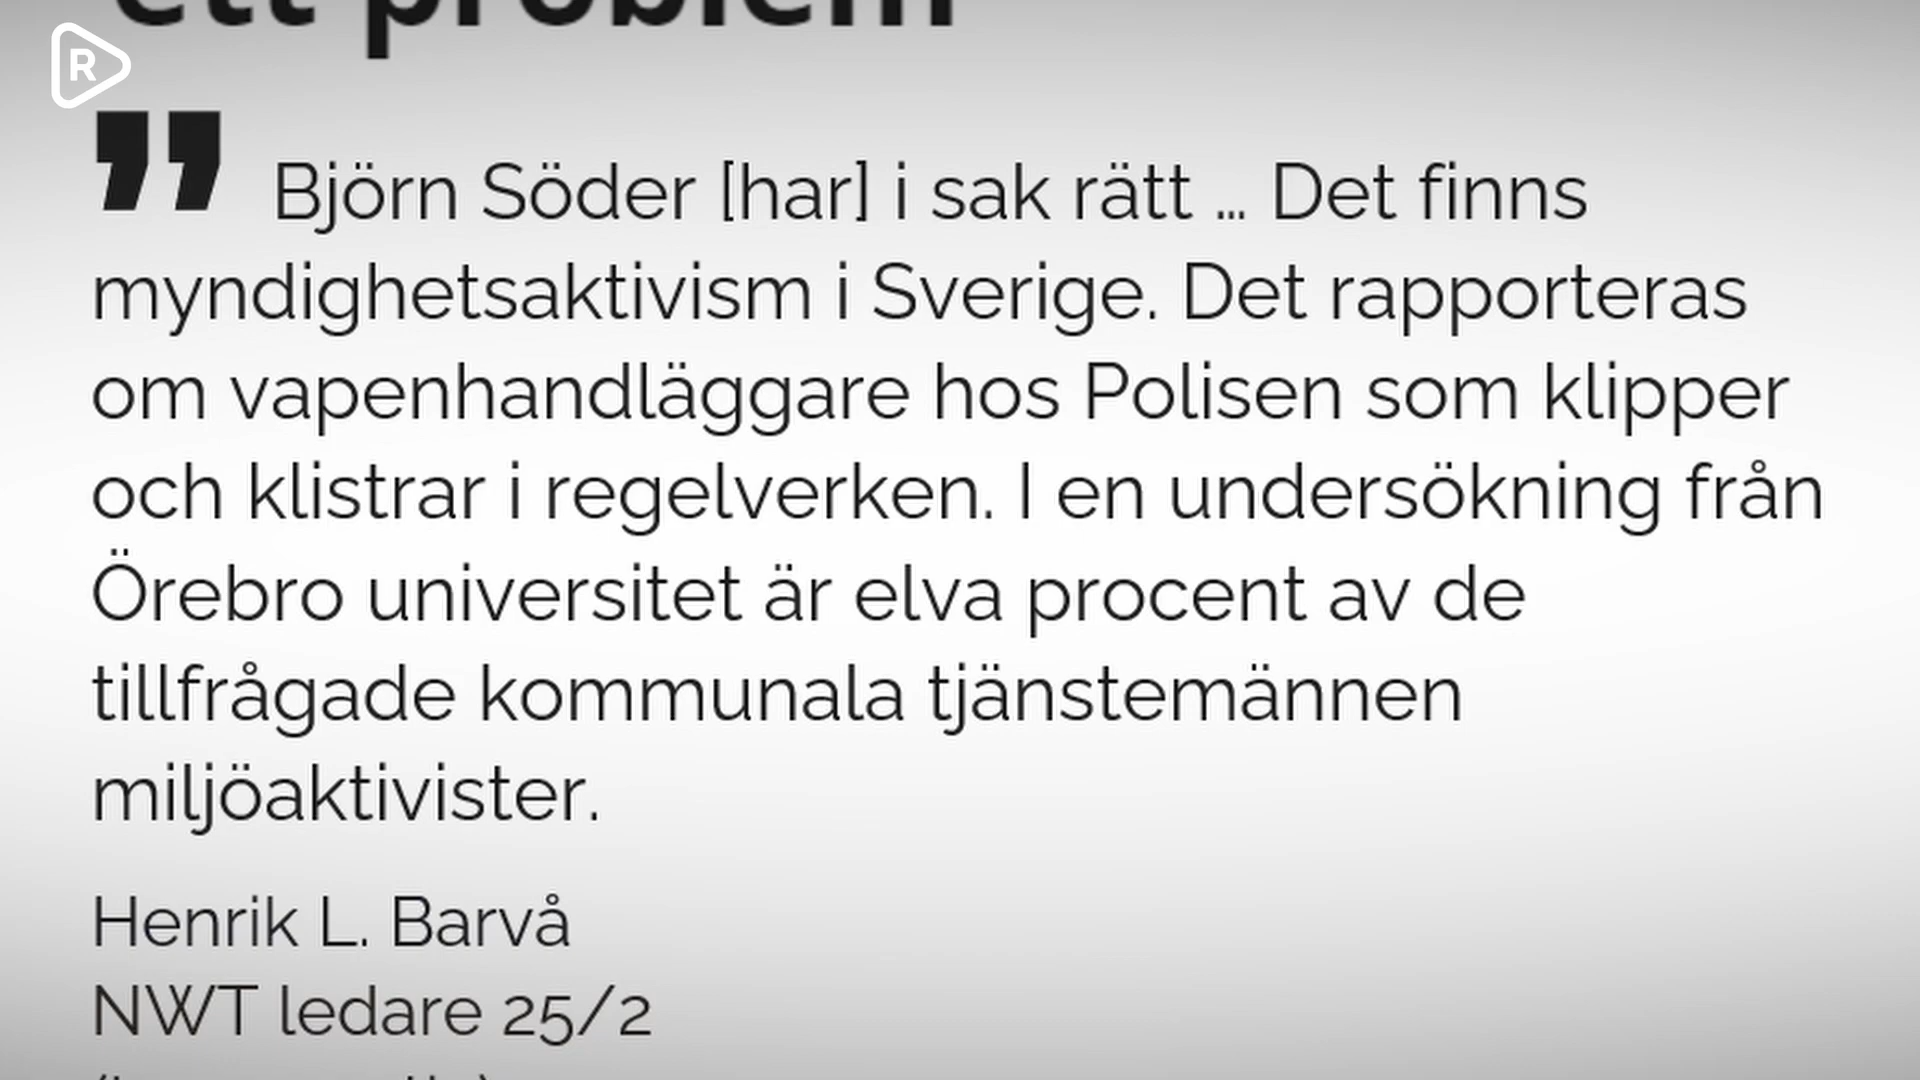 ett problem
R
” Björn Söder [har] i sak rätt ... Det finns
myndighetsaktivism i Sverige. Det rapporteras
om vapenhandläggare hos Polisen som klipper
och klistrar i regelverken. I en undersökning från
Örebro universitet är elva procent av de
tillfrågade kommunala tjänstemännen
miljöaktivister.
Henrik L. Barvå
NWT ledare 25/2